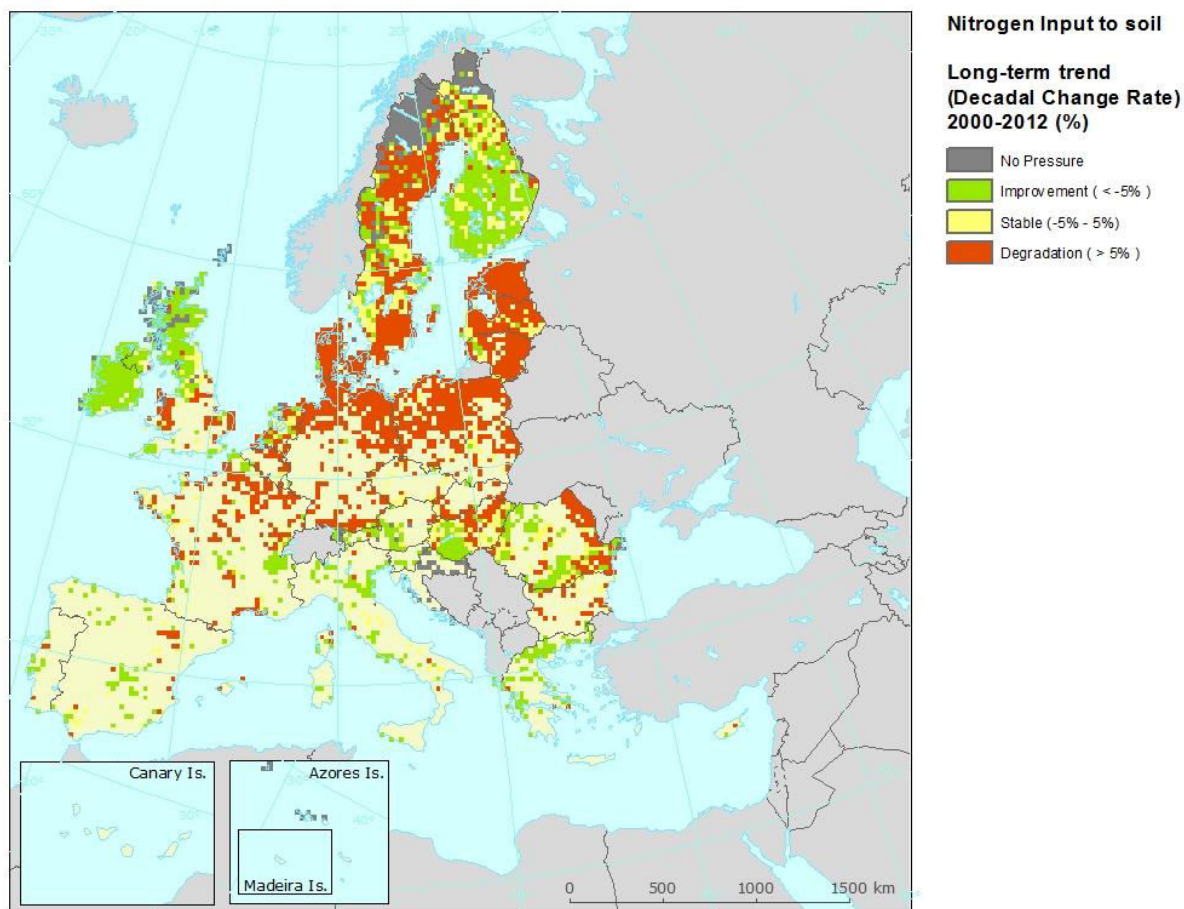 Nitrogen Input to soil
Long-term trend
(Decadal Change Rate)
2000-2012 (%)
No Pressure
Improvement ( < -5% )
Stable (-5% - 5%)
Degradation ( > 5% )
Canary Is.
Azores Is.
Madeira Is.
0 500 1000 1500 km